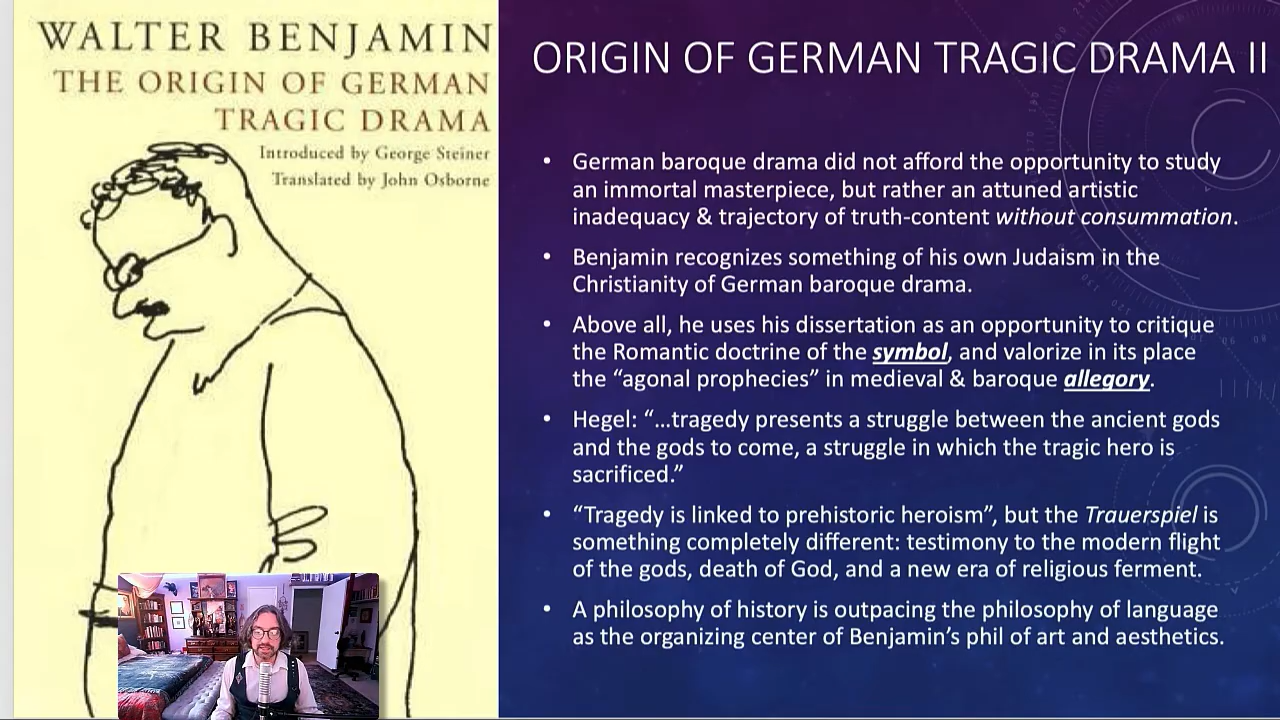 WALTER BENJAMIN
THE ORIGIN OF GERMAN
TRAGIC DRAMA
Introduced by George Steiner
Translated by John Osborne
ORIGIN OF GERMAN TRAGIC DRAMA II
• German baroque drama did not afford the opportunity to study
an immortal masterpiece, but rather an attuned artistic
inadequacy & trajectory of truth-content without consummation.
• Benjamin recognizes something of his own Judaism in the
Christianity of German baroque drama.
• Above all, he uses his dissertation as an opportunity to critique
the Romantic doctrine of the symbol, and valorize in its place
the “agonal prophecies” in medieval & baroque allegory.
• Hegel: “…tragedy presents a struggle between the ancient gods
and the gods to come, a struggle in which the tragic hero is
sacrificed.”
• “Tragedy is linked to prehistoric heroism”, but the Trauerspiel is
something completely different: testimony to the modern flight
of the gods, death of God, and a new era of religious ferment.
• A philosophy of history is outpacing the philosophy of language
as the organizing center of Benjamin’s phil of art and aesthetics.